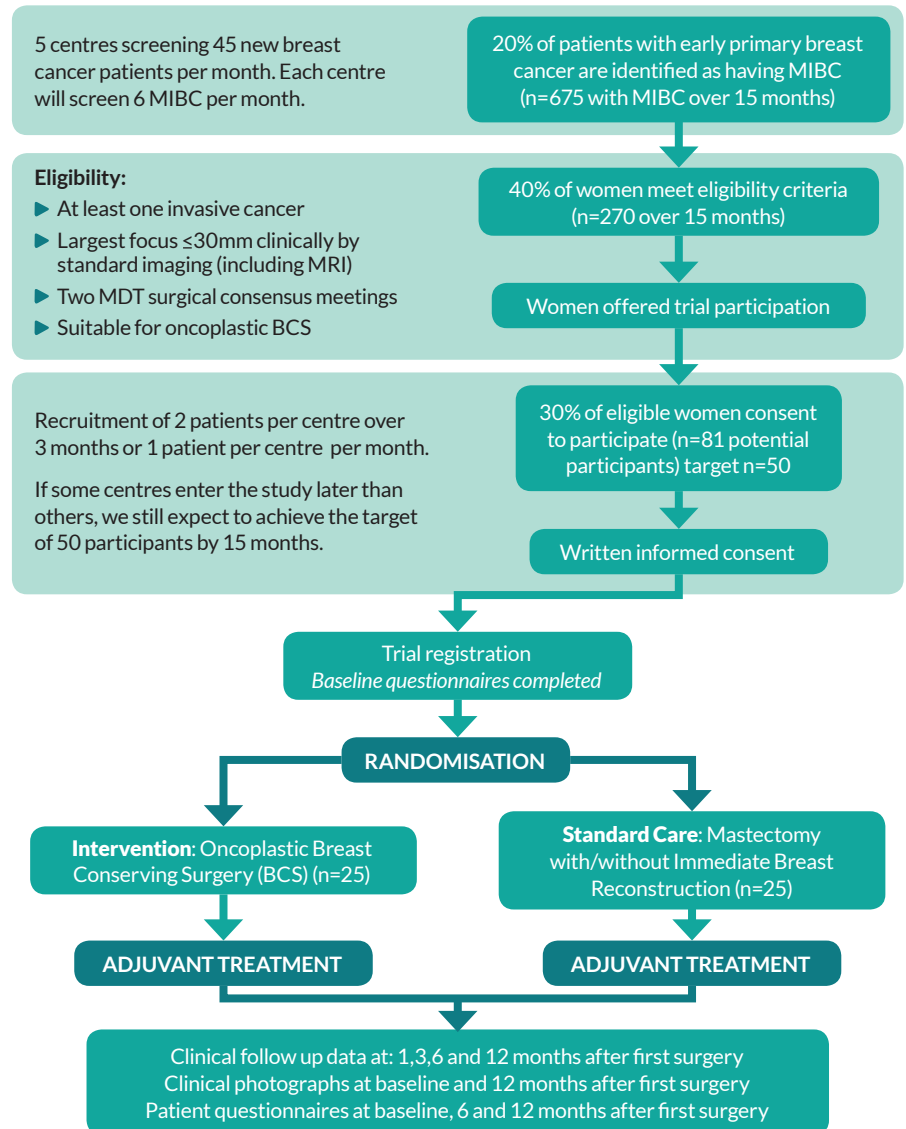 5 centres screening 45 new breast
cancer patients per month. Each centre
will screen 6 MIBC per month.
20% of patients with early primary breast
cancer are identified as having MIBC
(n=675 with MIBC over 15 months)
Eligibility:
At least one invasive cancer
Largest focus ≤30mm clinically by
standard imaging (including MRI)
Two MDT surgical consensus meetings
Suitable for oncoplastic BCS
40% of women meet eligibility criteria
(n=270 over 15 months)
Women offered trial participation
Recruitment of 2 patients per centre over
3 months or 1 patient per centre per month.
If some centres enter the study later than
others, we still expect to achieve the target
of 50 participants by 15 months.
30% of eligible women consent
to participate (n=81 potential
participants) target n=50
Written informed consent
Trial registration
Baseline questionnaires completed
RANDOMISATION
Intervention: Oncoplastic Breast
Conserving Surgery (BCS) (n=25)
Standard Care: Mastectomy
with/without Immediate Breast
Reconstruction (n=25)
ADJUVANT TREATMENT
ADJUVANT TREATMENT
Clinical follow up data at: 1,3,6 and 12 months after first surgery
Clinical photographs at baseline and 12 months after first surgery
Patient questionnaires at baseline, 6 and 12 months after first surgery